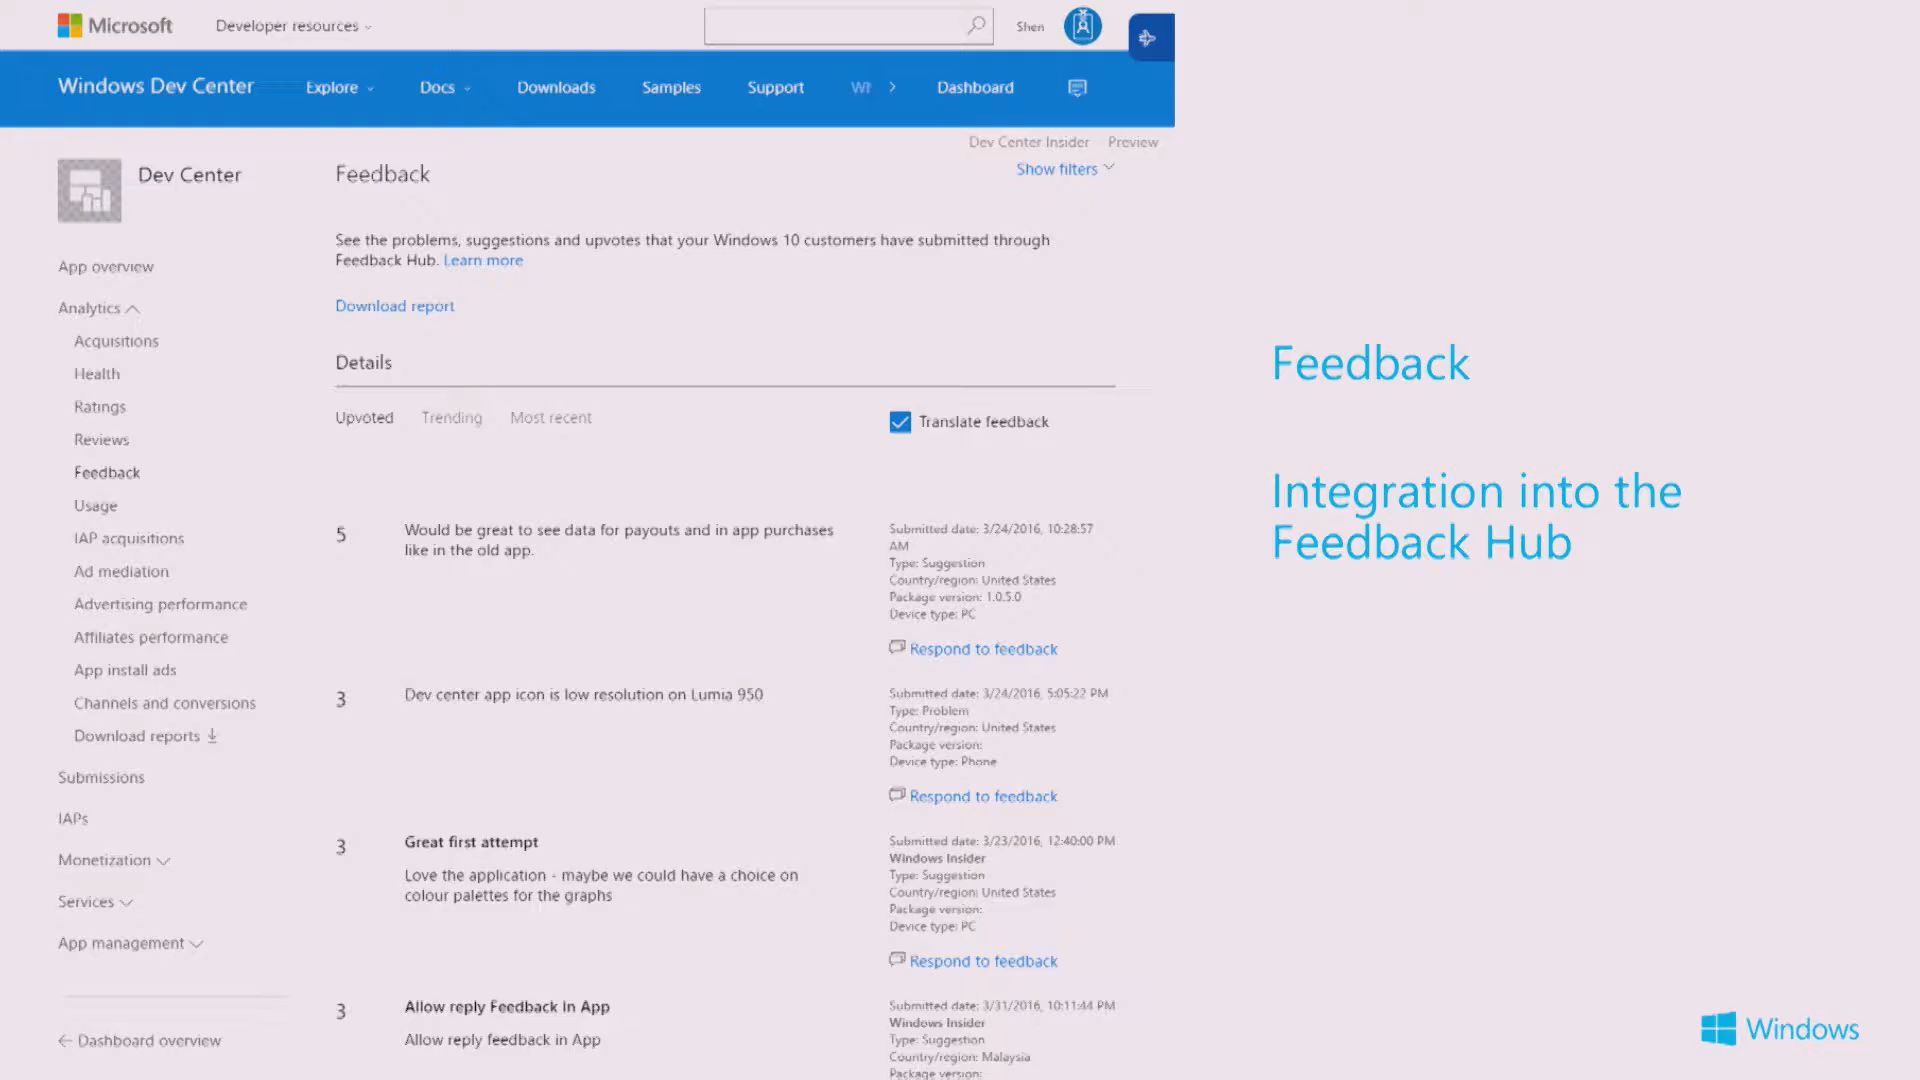 Microsoft
Developer resources
Shen
Windows Dev Center
Explore
Docs
Downloads
Samples
Support
Dashboard
Dev Center Insider
Preview
Show filters
Dev Center
App overview
Analytics
Acquisitions
Health
Ratings
Reviews
Feedback
Usage
IAP acquisitions
Ad mediation
Advertising performance
Affiliates performance
App install ads
Channels and conversions
Download reports
Submissions
IAPs
Monetization
Services
App management
Dashboard overview
Feedback
See the problems, suggestions and upvotes that your Windows 10 customers have submitted through
Feedback Hub. Learn more
Download report
Details
Upvoted
Trending
Most recent
Translate feedback
5
Would be great to see data for payouts and in app purchases
like in the old app.
Submitted date: 3/24/2016, 10:28:57
AM
Type: Suggestion
Country/region: United States
Package version: 1.0.5.0
Device type: PC
Respond to feedback
3
Dev center app icon is low resolution on Lumia 950
Submitted date: 3/24/2016, 5:05:22 PM
Type: Problem
Country/region: United States
Package version:
Device type: Phone
Respond to feedback
3
Great first attempt
Love the application - maybe we could have a choice on
colour palettes for the graphs
Submitted date: 3/23/2016, 12:40:00 PM
Windows Insider
Type: Suggestion
Country/region: United States
Package version:
Device type: PC
Respond to feedback
3
Allow reply Feedback in App
Allow reply feedback in App
Submitted date: 3/31/2016, 10:11:44 PM
Windows Insider
Type: Suggestion
Country/region: Malaysia
Package version:
Feedback
Integration into the
Feedback Hub
Windows